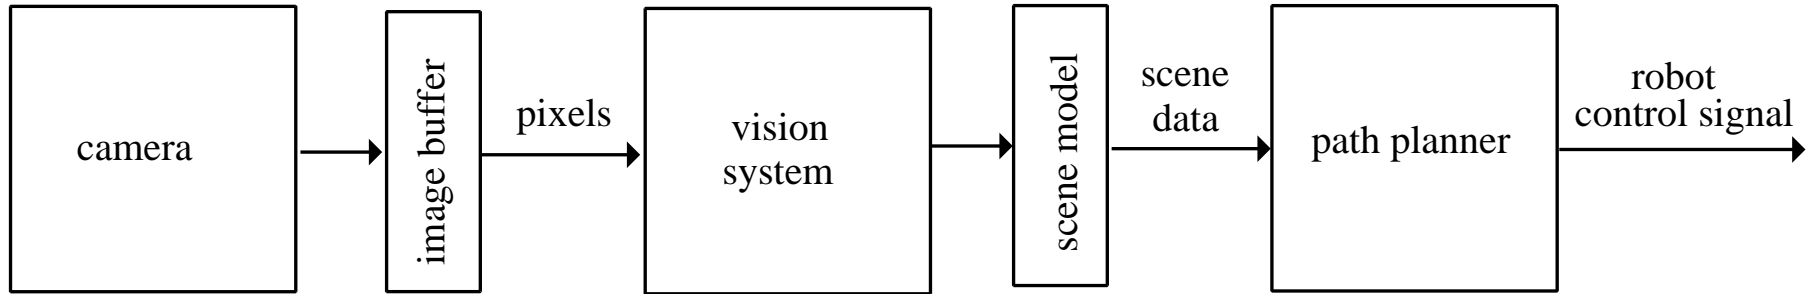 camera
image buffer
pixels
vision
system
scene model
scene
data
path planner
robot
control signal